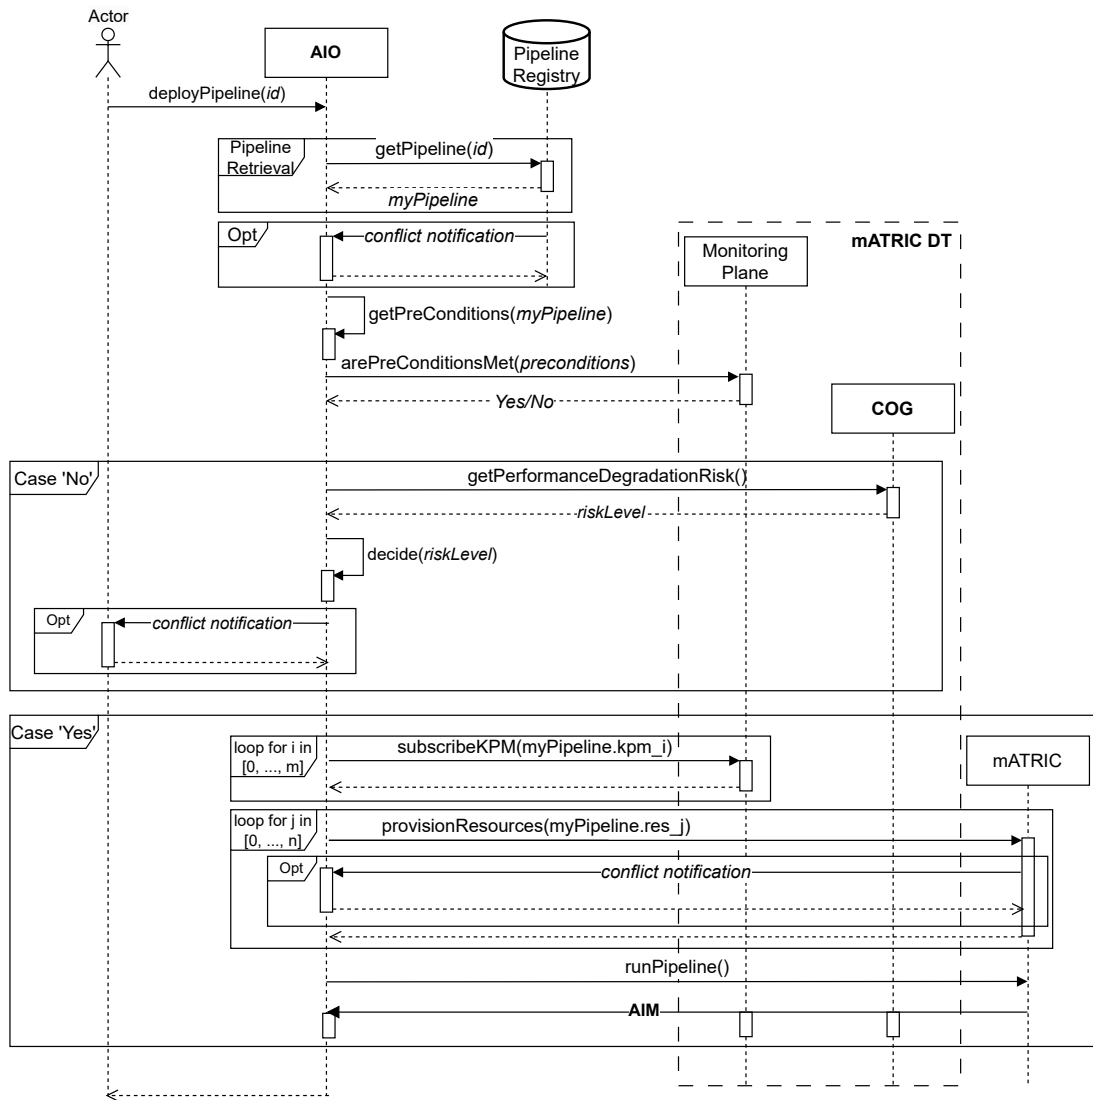 Actor
AIO
Pipeline
Registry
deployPipeline(id)
Pipeline
Retrieval
getPipeline(id)
myPipeline
Opt
conflict notification
mATRIC DT
Monitoring
Plane
getPreConditions(myPipeline)
arePreConditionsMet(preconditions)
Yes/No
COG
Case 'No'
getPerformanceDegradationRisk()
riskLevel
decide(riskLevel)
Opt
conflict notification
Case 'Yes'
loop for i in
[0, ..., m]
subscribeKPM(myPipeline.kpm_i)
mATRIC
loop for j in
[0, ..., n]
provisionResources(myPipeline.res_j)
Opt
conflict notification
runPipeline()
AIM